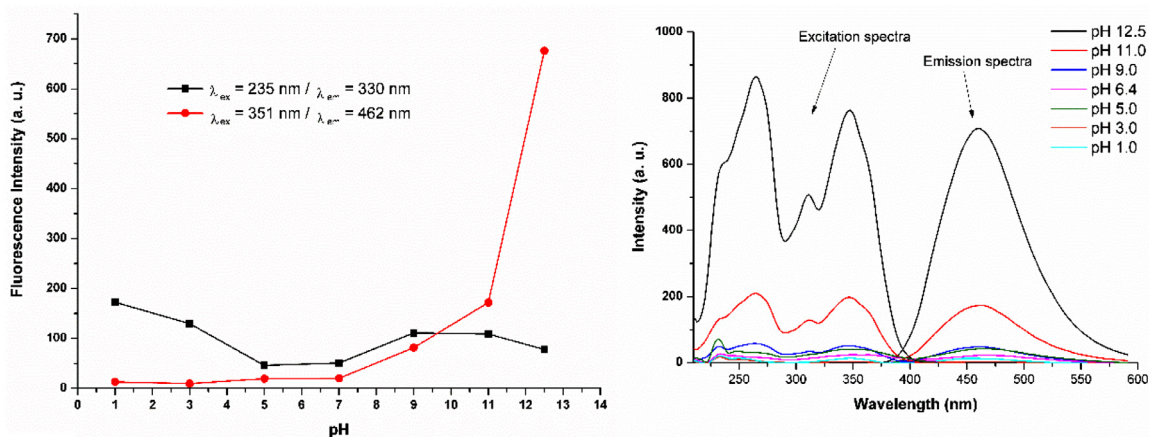 700
600
500
400
300
200
100
0
Fluorescence Intensity (a. u.)
λ ex = 235 nm / λ em = 330 nm
λ ex = 351 nm / λ em = 462 nm
0 1 2 3 4 5 6 7 8 9 10 11 12 13 14
pH
1000
800
600
400
200
0
Intensity (a. u.)
Excitation spectra
Emission spectra
pH 12.5
pH 11.0
pH 9.0
pH 6.4
pH 5.0
pH 3.0
pH 1.0
250 300 350 400 450 500 550 600
Wavelength (nm)